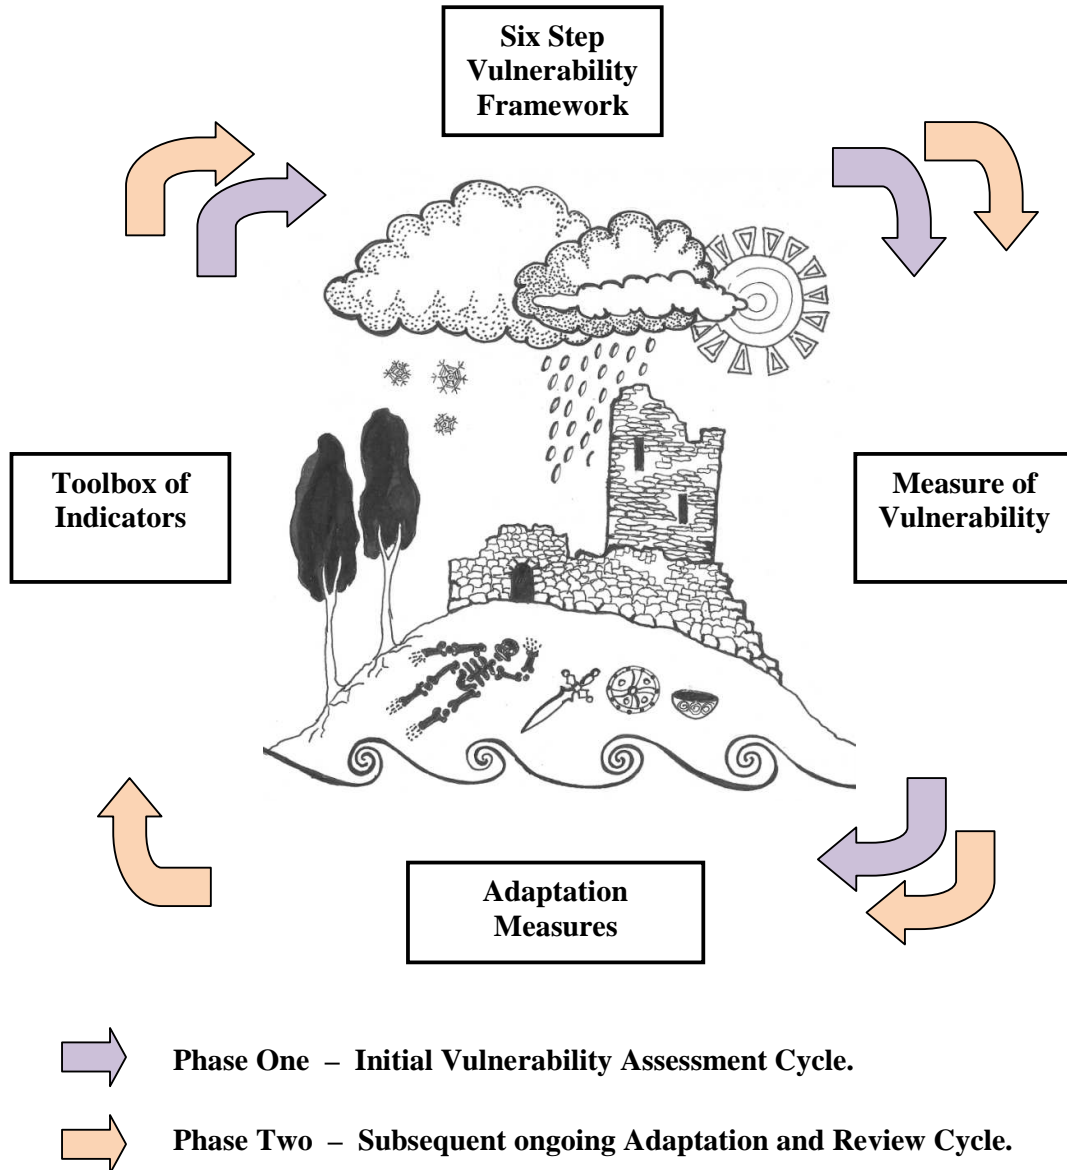 Six Step
Vulnerability
Framework
Toolbox of
Indicators
Measure of
Vulnerability
Adaptation
Measures
Phase One – Initial Vulnerability Assessment Cycle.
Phase Two – Subsequent ongoing Adaptation and Review Cycle.